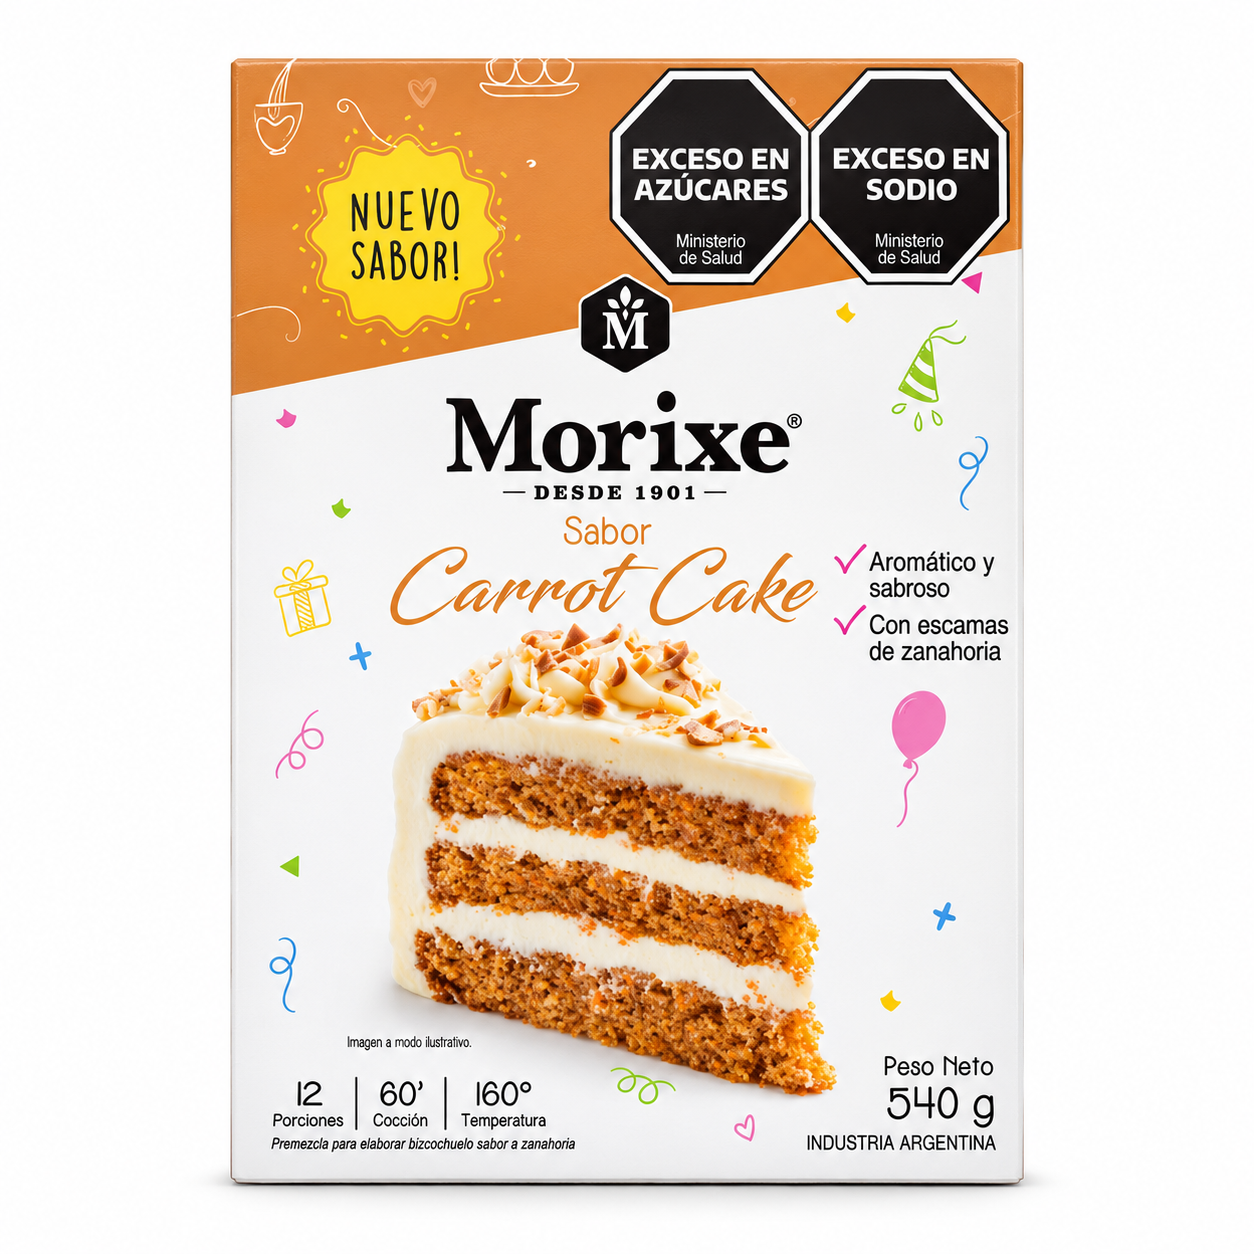 NUEVO
SABOR!
EXCESO EN
AZÚCARES
Ministerio
de Salud
EXCESO EN
SODIO
Ministerio
de Salud
M
Morixe®
DESDE 1901
Sabor
Carrot Cake
Aromático y
sabroso
Con escamas
de zanahoria
Imagen a modo ilustrativo.
12
Porciones
60’
Cocción
160°
Temperatura
Premezcla para elaborar bizcochuelo sabor a zanahoria
Peso Neto
540 g
INDUSTRIA ARGENTINA